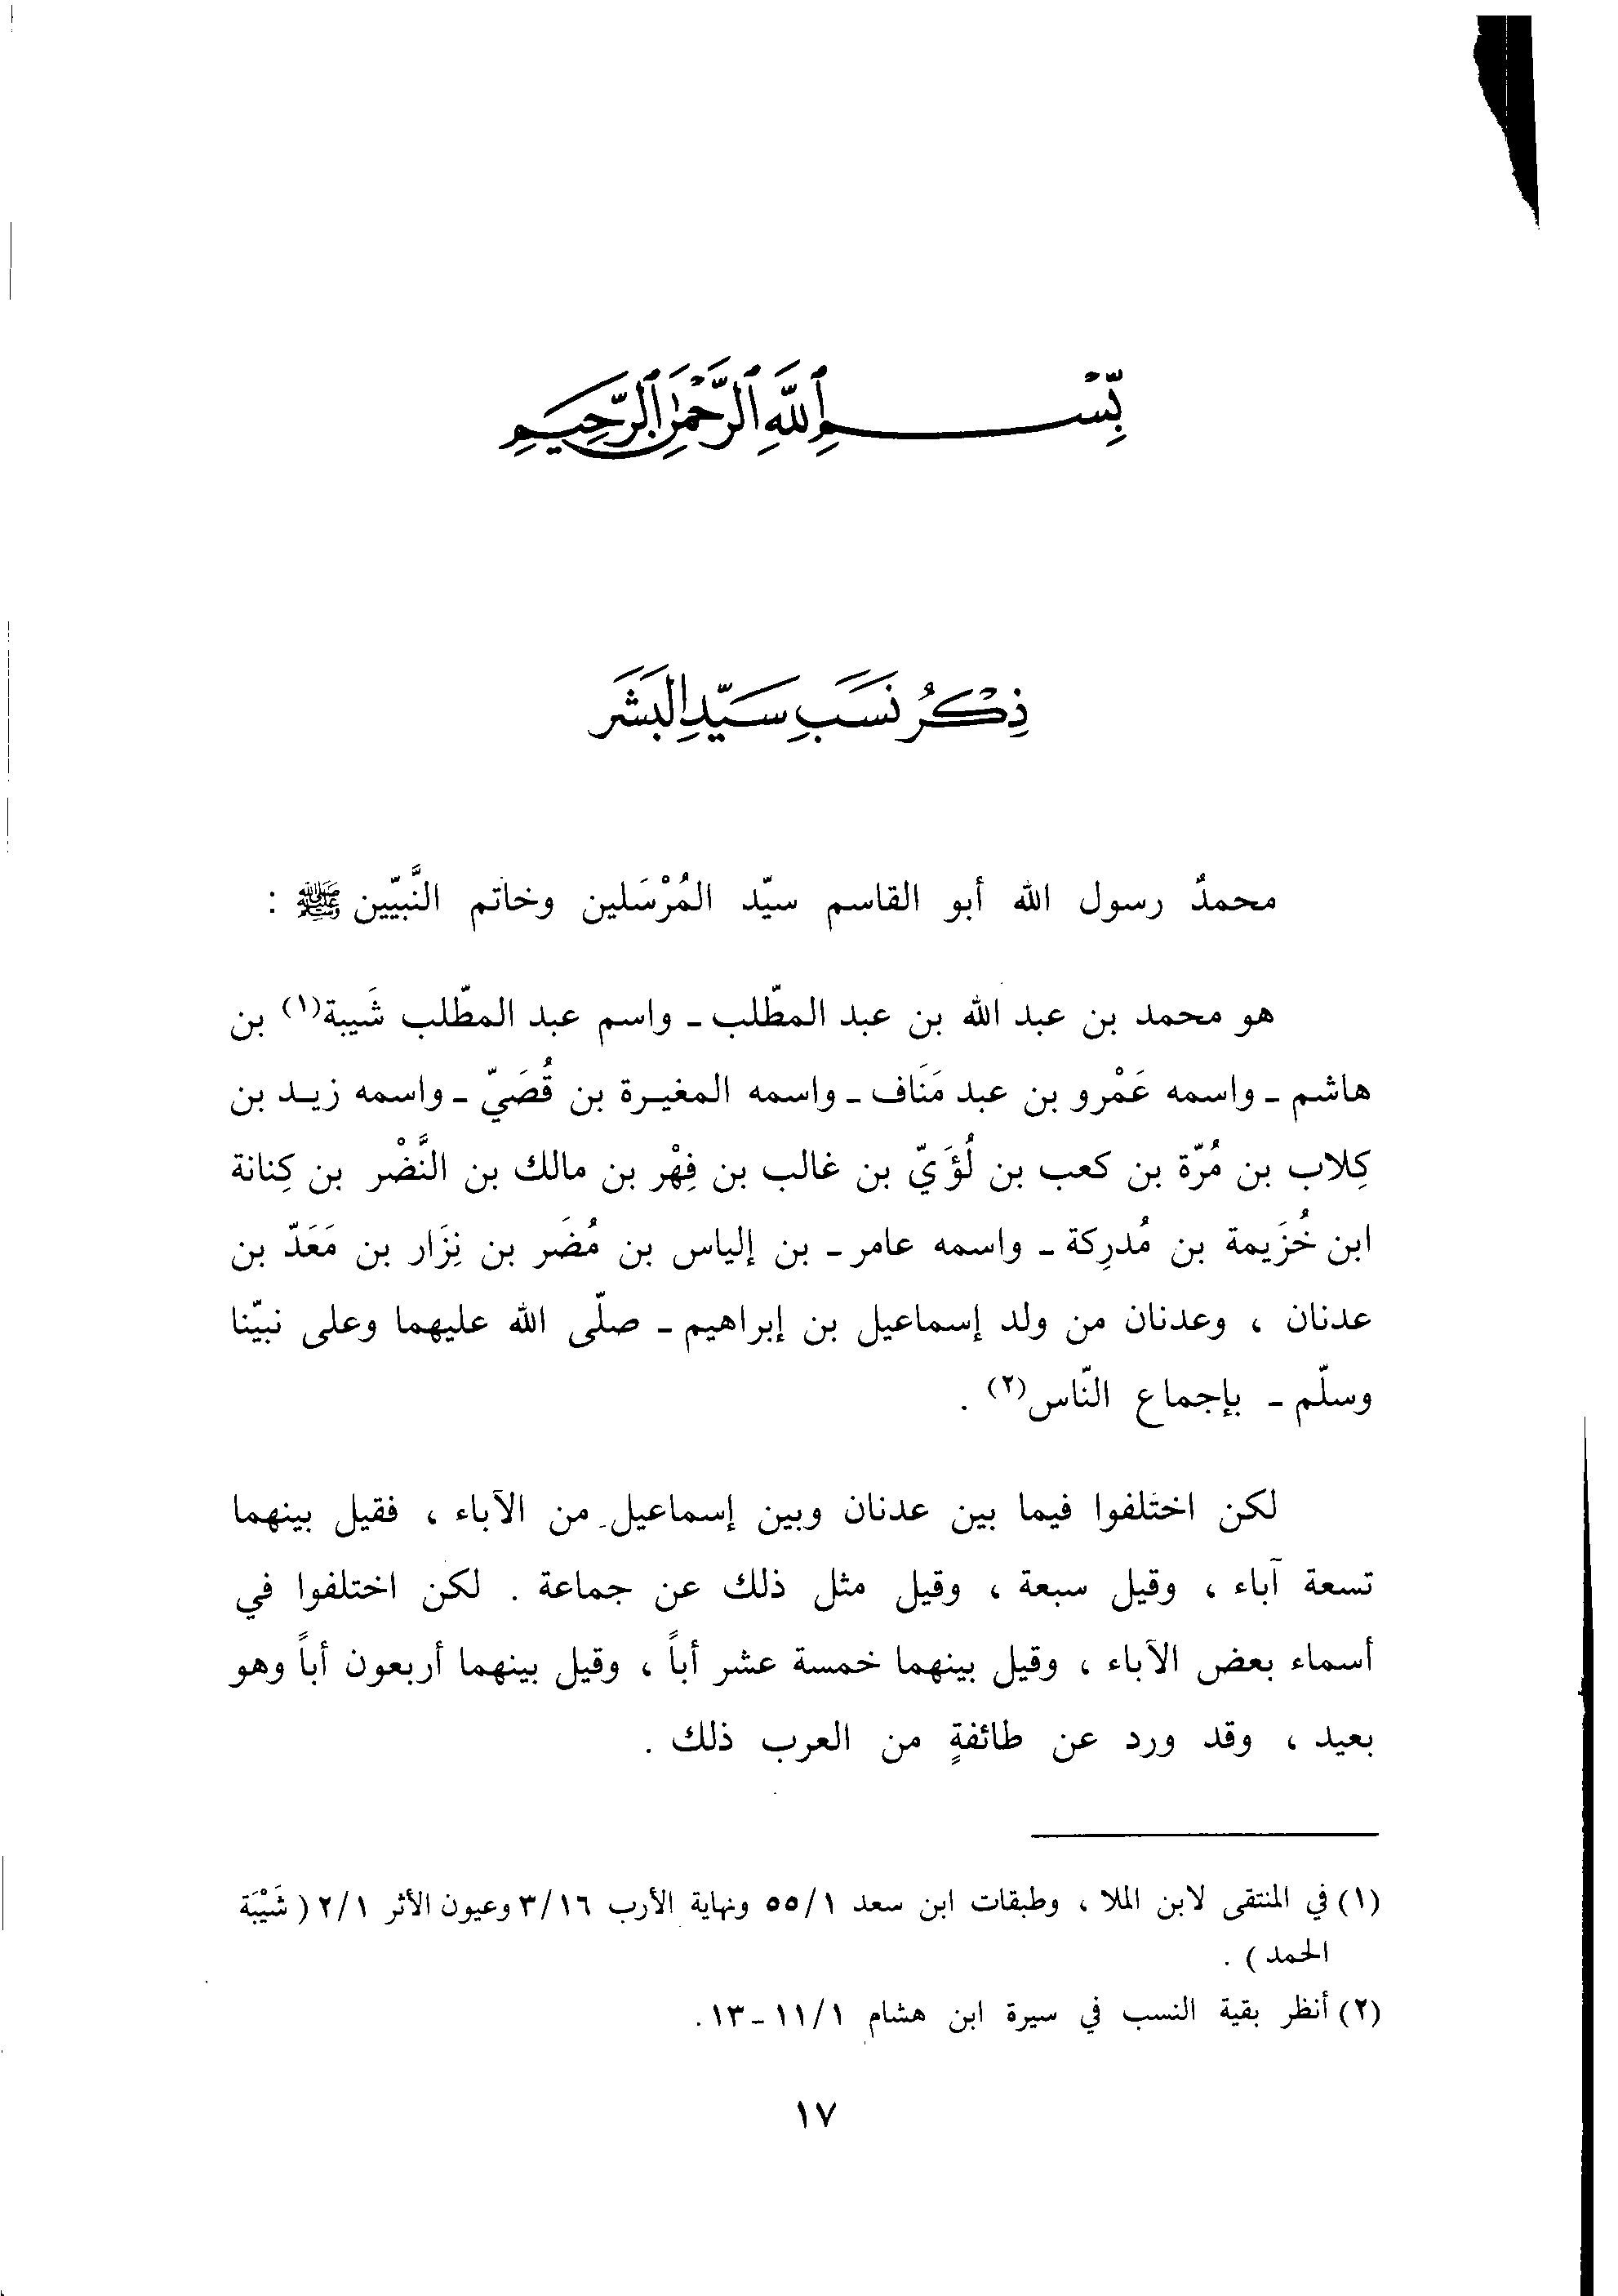 بِسْمِ ٱللَّهِ ٱلرَّحْمَٰنِ ٱلرَّحِيمِ
ذِكْرُ نَسَبِ سَيِّدِ البَشَر
محمدٌ رسول الله أبو القاسم سيّد المُرْسَلين وخاتم النَّبيّين ﷺ :
هو محمد بن عبد الله بن عبد المطّلب ـ واسم عبد المطّلب شَيبة(١) بن
هاشم ـ واسمه عَمْرو بن عبد مَنَاف ـ واسمه المغيرة بن قُصَيّ ـ واسمه زيد بن
كِلاب بن مُرّة بن كعب بن لُؤَيّ بن غالب بن فِهْر بن مالك بن النَّضْر بن كِنانة
ابن خُزَيمة بن مُدرِكة ـ واسمه عامر ـ بن إلياس بن مُضَر بن نِزَار بن مَعَدّ بن
عدنان ، وعدنان من ولد إسماعيل بن إبراهيم ـ صلّى الله عليهما وعلى نبيّنا
وسلّم ـ بإجماع النّاس(٢) .
لكن اختلفوا فيما بين عدنان وبين إسماعيل من الآباء ، فقيل بينهما
تسعة آباء ، وقيل سبعة ، وقيل مثل ذلك عن جماعة . لكن اختلفوا في
أسماء بعض الآباء ، وقيل بينهما خمسة عشر أباً ، وقيل بينهما أربعون أباً وهو
بعيد ، وقد ورد عن طائفةٍ من العرب ذلك .
(١) في المنتقى لابن الملا ، وطبقات ابن سعد ٥٥/١ ونهاية الأرب ٣/١٦ وعيون الأثر ٢/١ ( شَيْبَة
الحمد ) .
(٢) أنظر بقية النسب في سيرة ابن هشام ١١/١ ـ ١٣ .
١٧